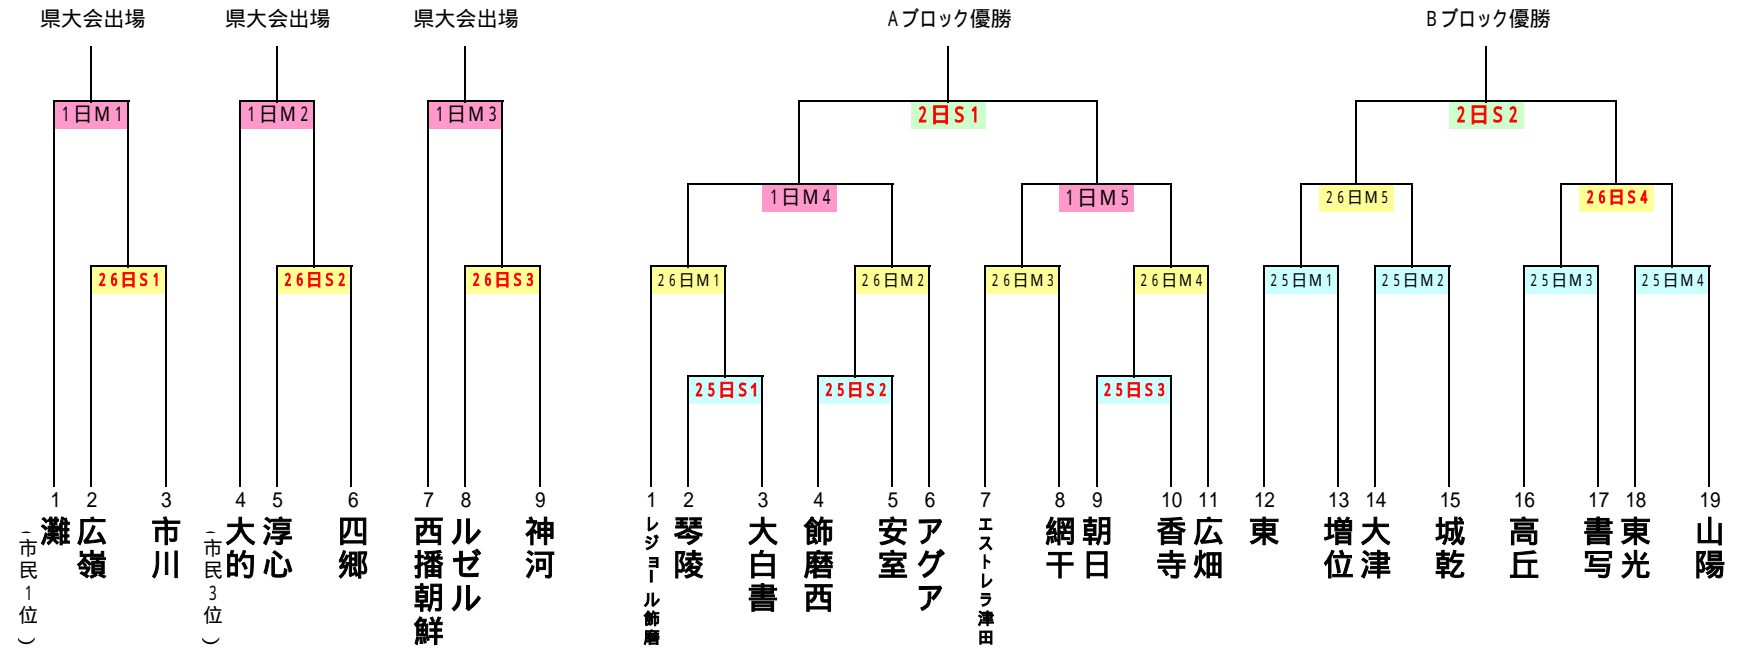 県大会出場 県大会出場 県大会出場 Aブロック優勝 Bブロック優勝
1日M1 1日M2 1日M3 2日S1 2日S2
1日M4 1日M5 26日M5 26日S4
26日S1 26日S2 26日S3 26日M1 26日M2 26日M3 26日M4 25日M1 25日M2 25日M3 25日M4
25日S1 25日S2 25日S3
1 2 3 4 5 6 7 8 9 1 2 3 4 5 6 7 8 9 10 11 12 13 14 15 16 17 18 19
灘
(市民1位)
広嶺
市川
大的
(市民3位)
淳心
四郷
西播朝鮮
ルゼル
神河
レジョール飾磨
琴陵
大白書
飾磨西
安室
アグア
エストレラ津田
網干
朝日
香寺
広畑
東
増位
大津
城乾
高丘
書写
東光
山陽